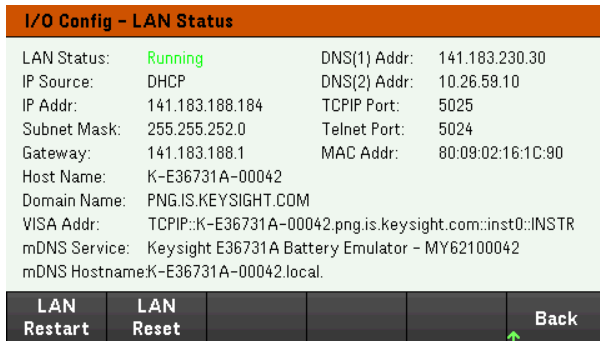 I/O Config - LAN Status
LAN Status: Running DNS(1) Addr: 141.183.230.30
IP Source: DHCP DNS(2) Addr: 10.26.59.10
IP Addr: 141.183.188.184 TCPIP Port: 5025
Subnet Mask: 255.255.252.0 Telnet Port: 5024
Gateway: 141.183.188.1 MAC Addr: 80:09:02:16:1C:90
Host Name: K-E36731A-00042
Domain Name: PNG.IS.KEYSIGHT.COM
VISA Addr: TCPIP::K-E36731A-00042.png.is.keysight.com::inst0::INSTR
mDNS Service: Keysight E36731A Battery Emulator - MY62100042
mDNS Hostname:K-E36731A-00042.local.
LAN Restart LAN Reset Back